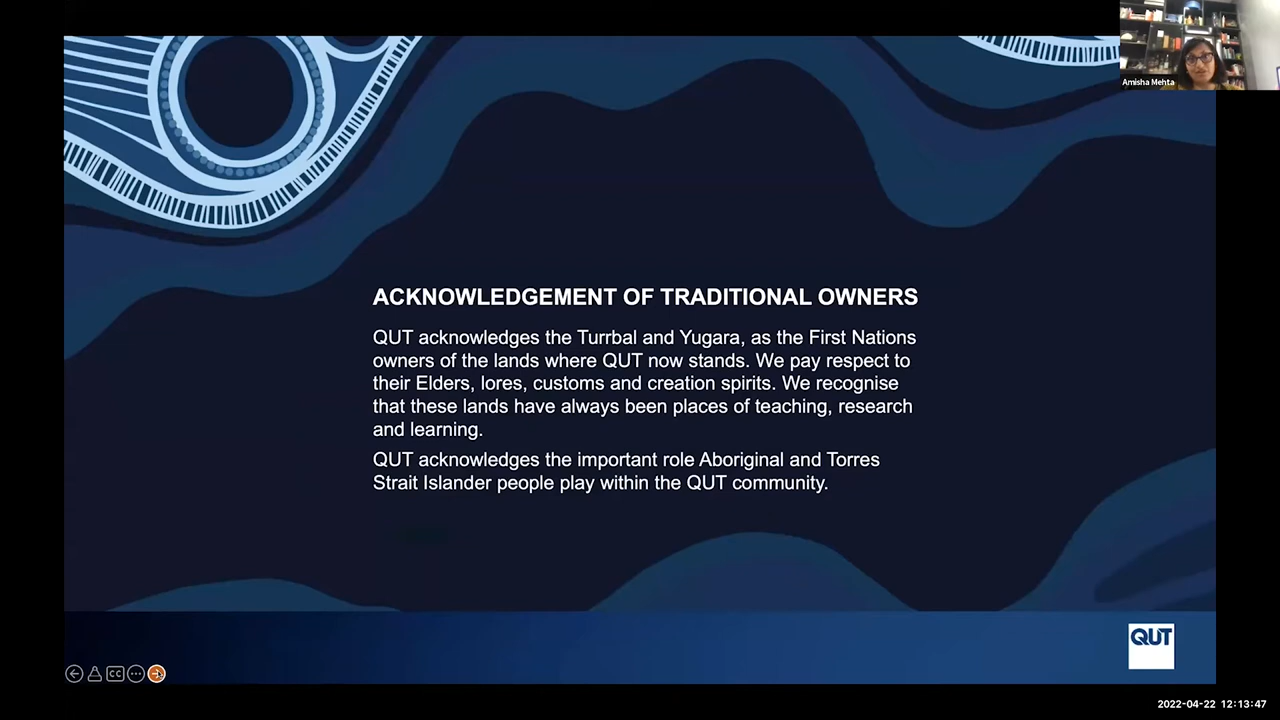 Amisha Mehta
ACKNOWLEDGEMENT OF TRADITIONAL OWNERS
QUT acknowledges the Turrbal and Yugara, as the First Nations
owners of the lands where QUT now stands. We pay respect to
their Elders, lores, customs and creation spirits. We recognise
that these lands have always been places of teaching, research
and learning.
QUT acknowledges the important role Aboriginal and Torres
Strait Islander people play within the QUT community.
QUT
CC
2022-04-22 12:13:47